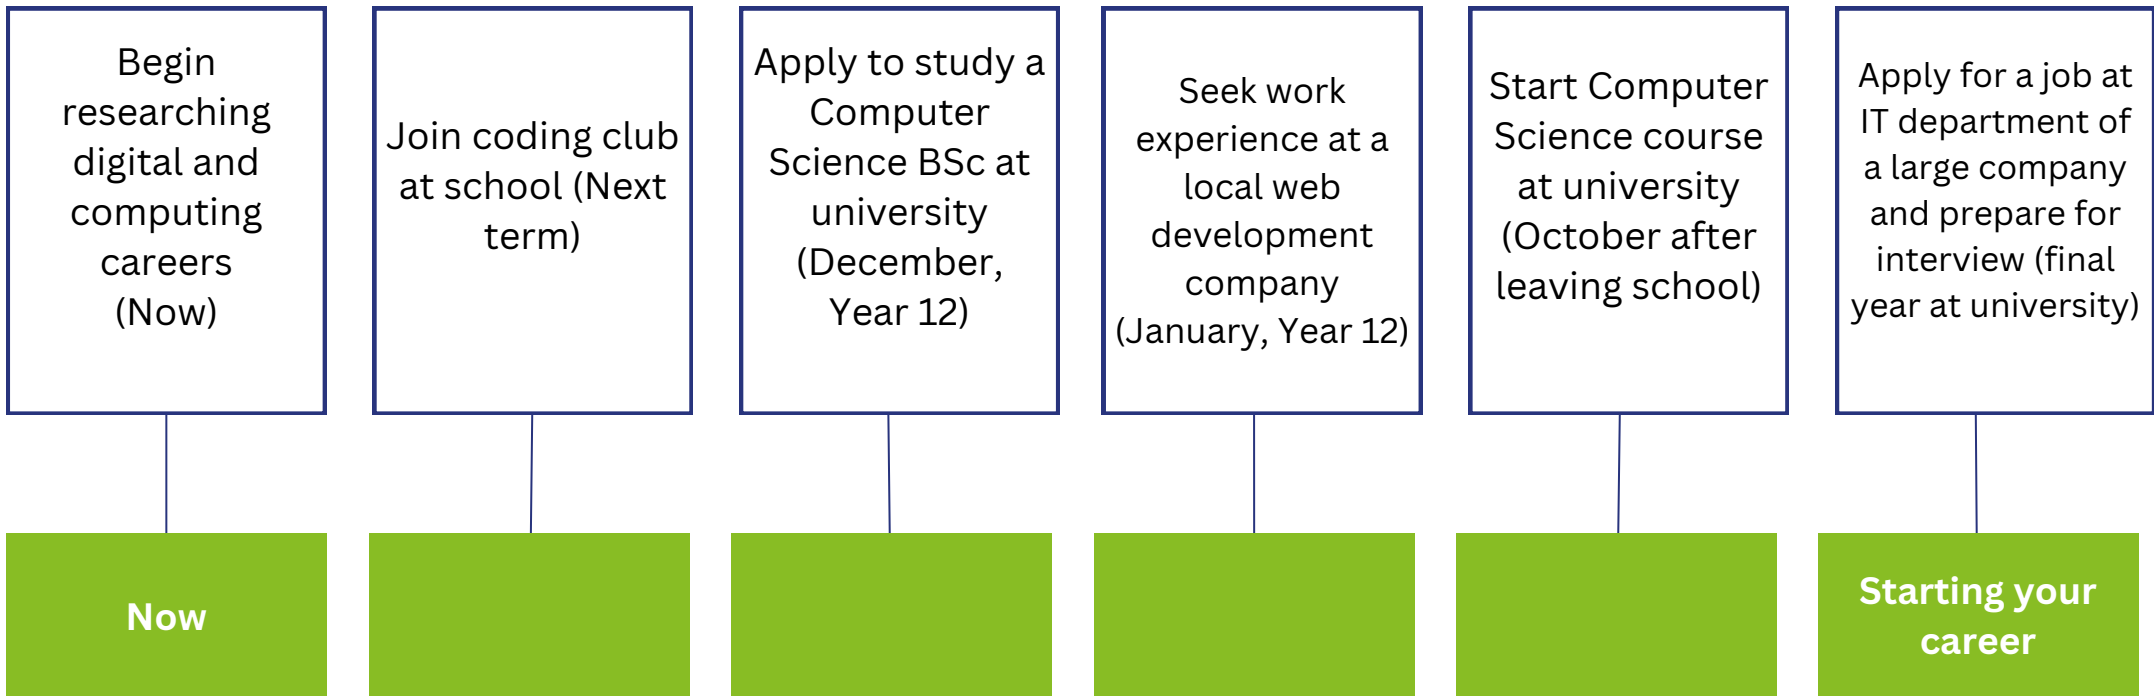 Begin
researching
digital and
computing
careers
(Now)
Join coding club
at school (Next
term)
Apply to study a
Computer
Science BSc at
university
(December,
Year 12)
Seek work
experience at a
local web
development
company
(January, Year 12)
Start Computer
Science course
at university
(October after
leaving school)
Apply for a job at
IT department of
a large company
and prepare for
interview (final
year at university)
Now
Starting your
career